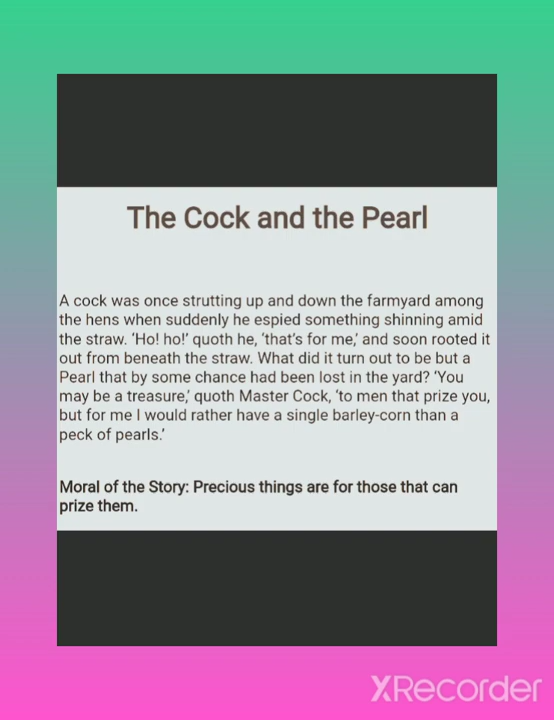 The Cock and the Pearl
A cock was once strutting up and down the farmyard among
the hens when suddenly he espied something shinning amid
the straw. ‘Ho! ho!’ quoth he, ‘that’s for me,’ and soon rooted it
out from beneath the straw. What did it turn out to be but a
Pearl that by some chance had been lost in the yard? ‘You
may be a treasure,’ quoth Master Cock, ‘to men that prize you,
but for me I would rather have a single barley-corn than a
peck of pearls.’
Moral of the Story: Precious things are for those that can
prize them.
XRecorder